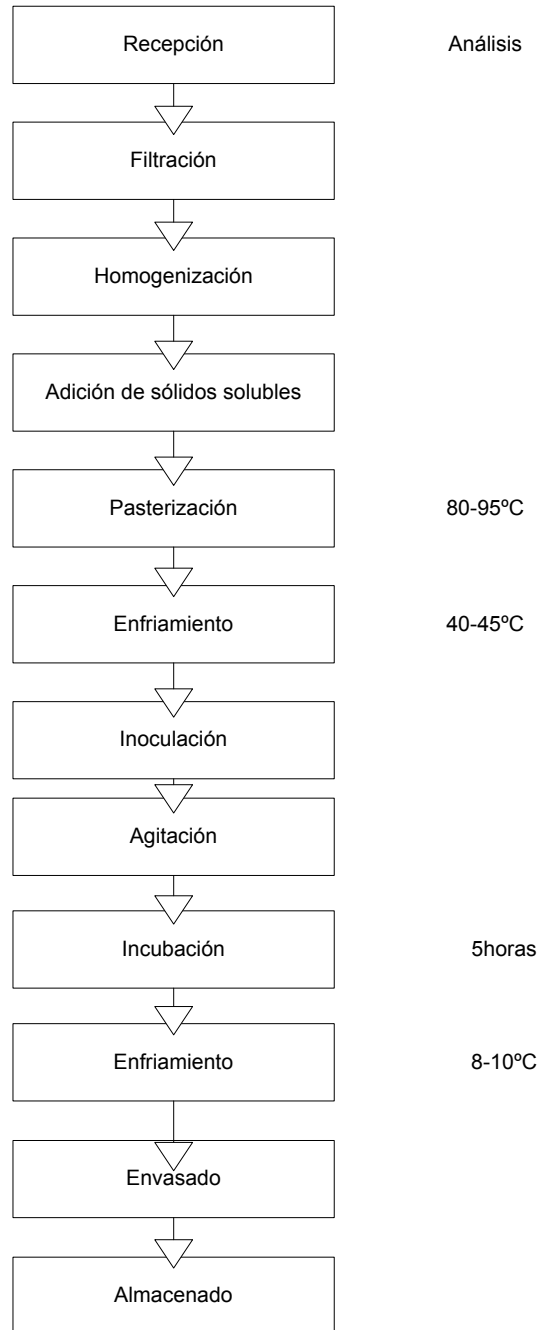 Recepción
Análisis
Filtración
Homogenización
Adición de sólidos solubles
Pasterización
80-95ºC
Enfriamiento
40-45ºC
Inoculación
Agitación
Incubación
5horas
Enfriamiento
8-10ºC
Envasado
Almacenado